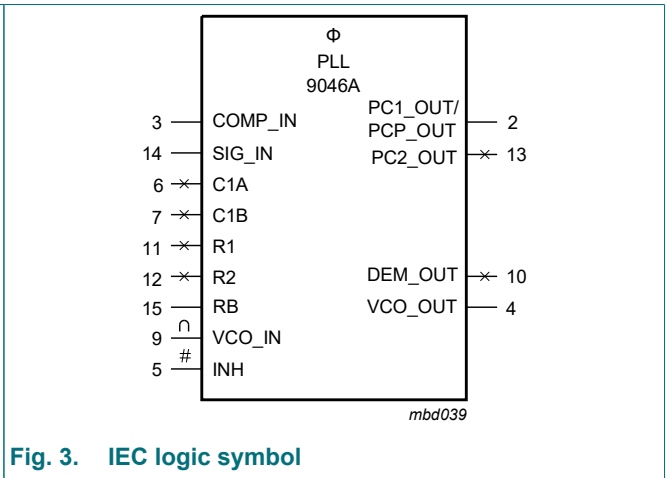 Φ
PLL
9046A
3 COMP_IN
14 SIG_IN
6 C1A
7 C1B
11 R1
12 R2
15 RB
9 ∩ VCO_IN
5 # INH
PC1_OUT/
PCP_OUT 2
PC2_OUT 13
DEM_OUT 10
VCO_OUT 4
mbd039
Fig. 3. IEC logic symbol